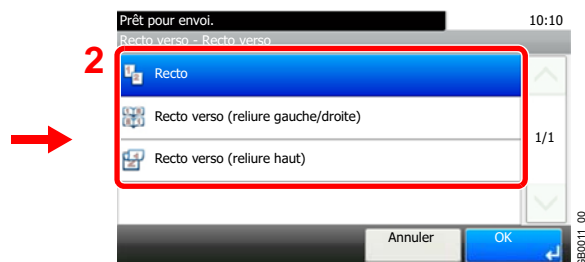 Prêt pour envoi. 10:10
Recto verso - Recto verso
2
Recto
Recto verso (reliure gauche/droite)
1/1
Recto verso (reliure haut)
Annuler OK